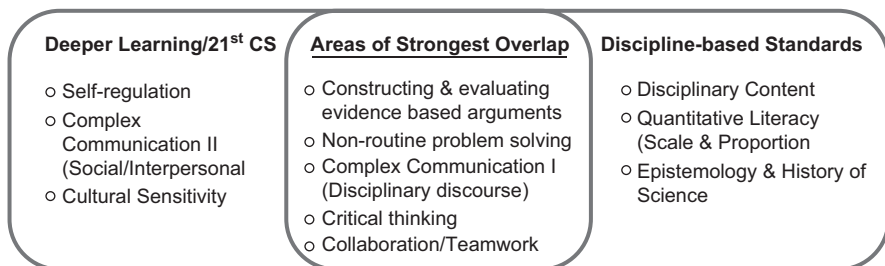 Deeper Learning/21st CS
○ Self-regulation
○ Complex
Communication II
(Social/Interpersonal
○ Cultural Sensitivity
Areas of Strongest Overlap
○ Constructing & evaluating
evidence based arguments
○ Non-routine problem solving
○ Complex Communication I
(Disciplinary discourse)
○ Critical thinking
○ Collaboration/Teamwork
Discipline-based Standards
○ Disciplinary Content
○ Quantitative Literacy
(Scale & Proportion
○ Epistemology & History of
Science